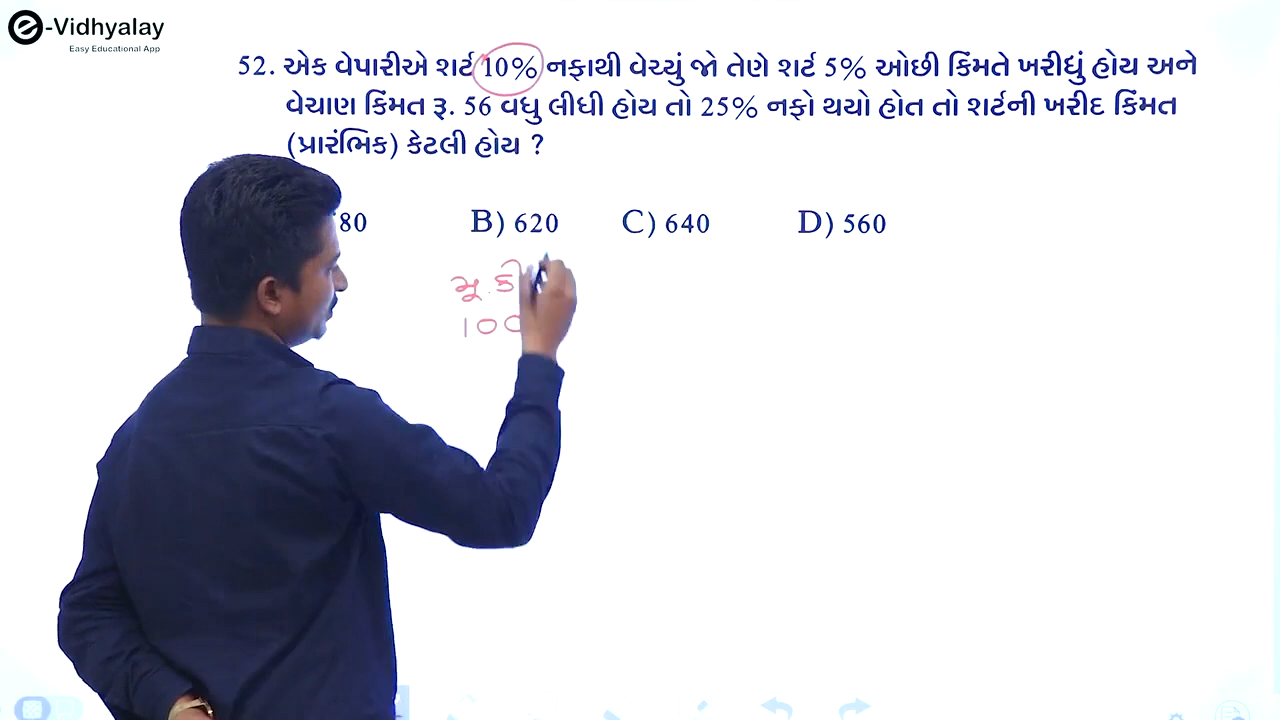 e-Vidhyalay
Easy Educational App
52. એક વેપારીએ શર્ટ 10% નફાથી વેચ્યું જો તેણે શર્ટ 5% ઓછી કિંમતે ખરીધું હોય અને
વેચાણ કિંમત રૂ. 56 વધુ લીધી હોય તો 25% નફો થયો હોત તો શર્ટની ખરીદ કિંમત
(પ્રારંભિક) કેટલી હોય ?
80 B) 620 C) 640 D) 560
મૂ.